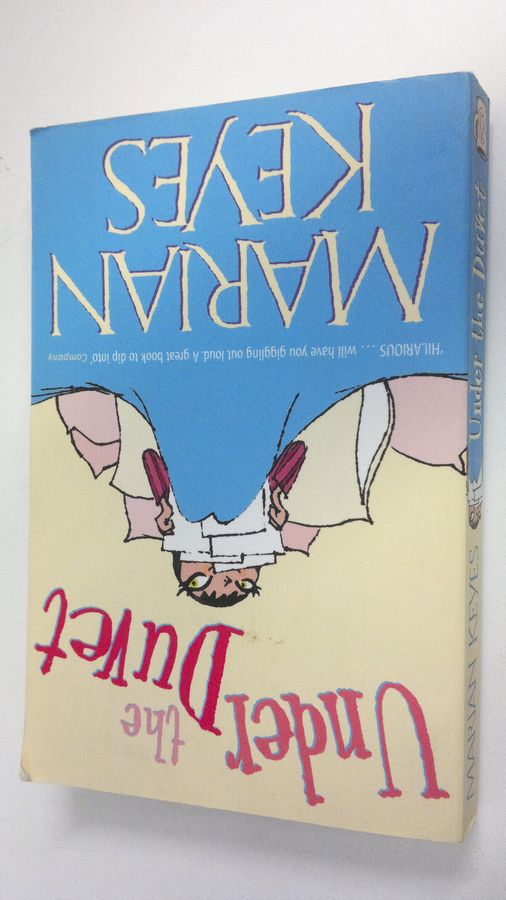 Under
the
Duvet
'HILARIOUS ... will have you giggling out loud. A great book to dip into' Company
MARIAN
KEYES
MARIAN KEYES Under the Duvet